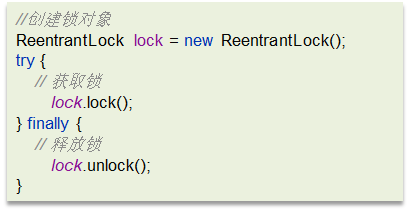 //创建锁对象
ReentrantLock lock = new ReentrantLock();
try {
// 获取锁
lock.lock();
} finally {
// 释放锁
lock.unlock();
}